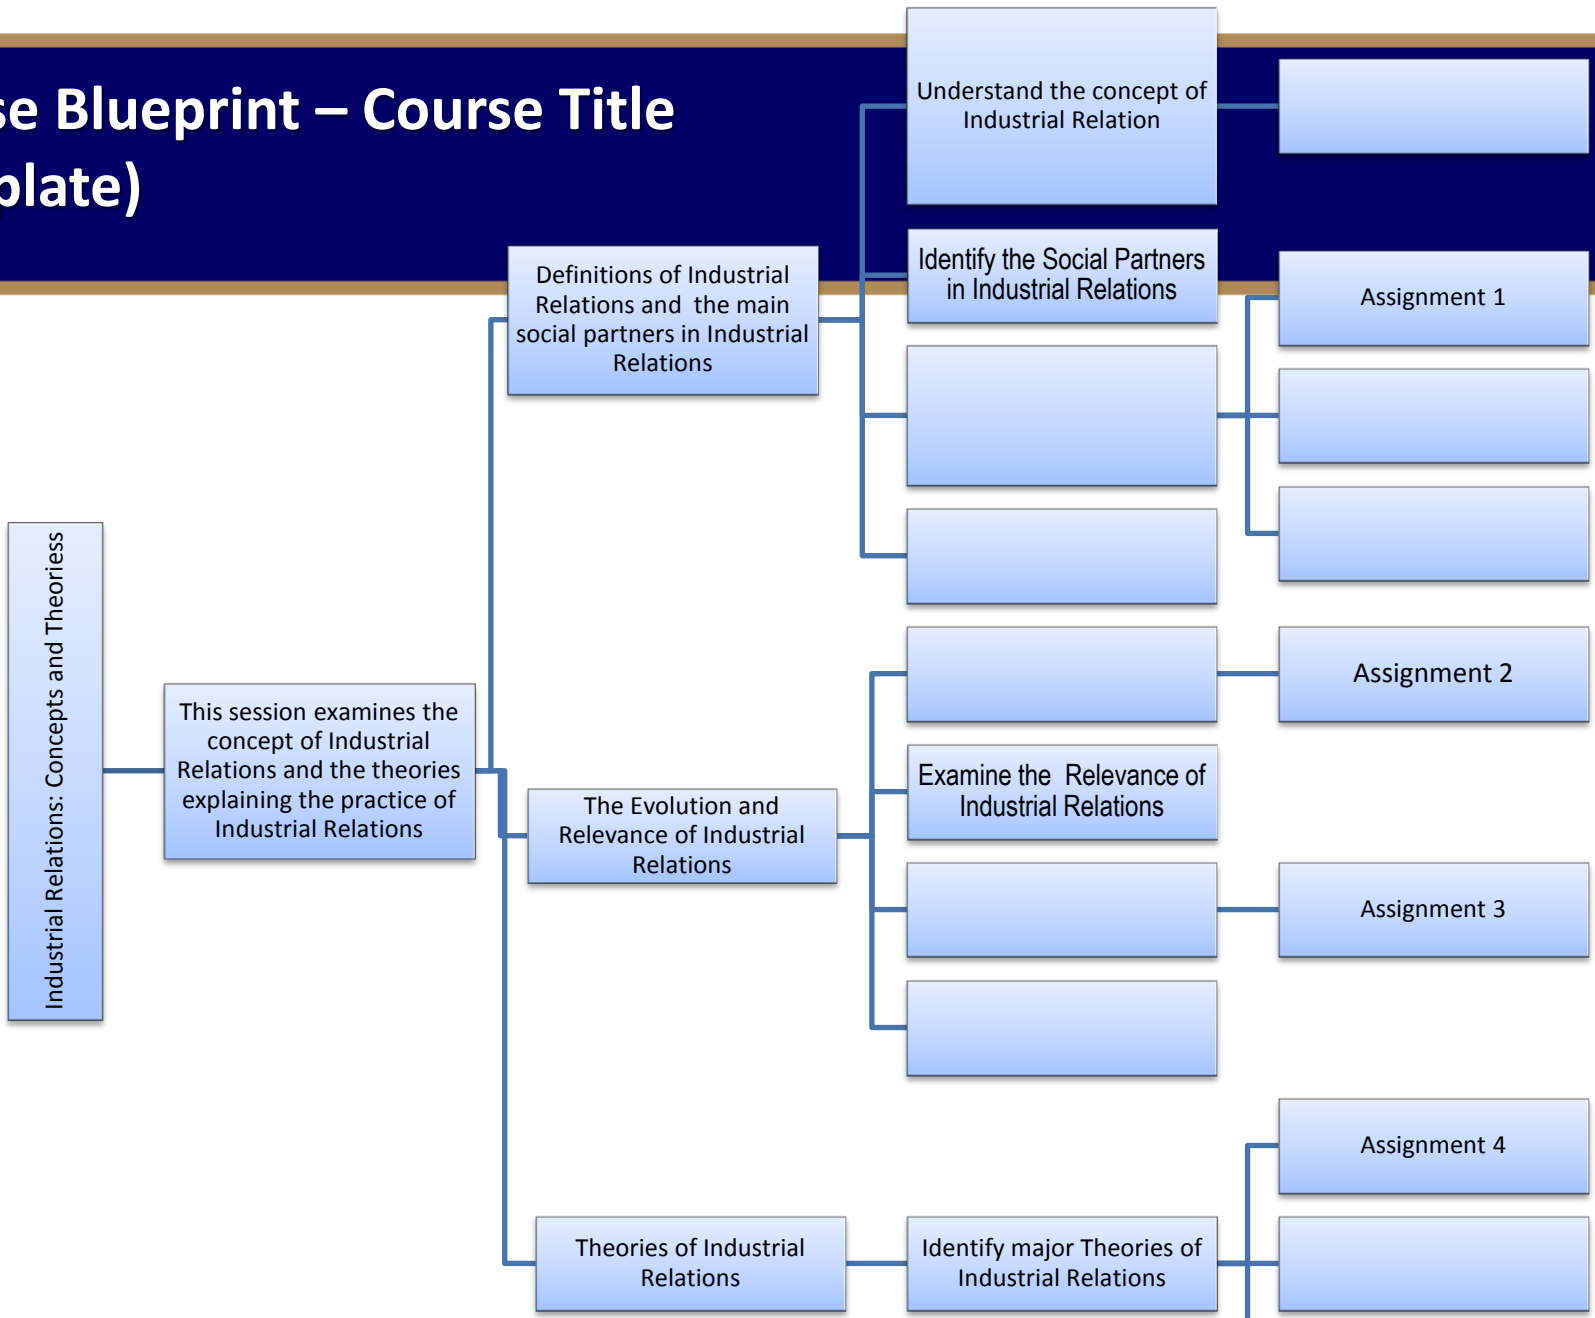 se Blueprint – Course Title
plate)
Understand the concept of
Industrial Relation
Definitions of Industrial
Relations and the main
social partners in Industrial
Relations
Identify the Social Partners
in Industrial Relations
Assignment 1
Industrial Relations: Concepts and Theoriess
This session examines the
concept of Industrial
Relations and the theories
explaining the practice of
Industrial Relations
Assignment 2
The Evolution and
Relevance of Industrial
Relations
Examine the Relevance of
Industrial Relations
Assignment 3
Assignment 4
Theories of Industrial
Relations
Identify major Theories of
Industrial Relations